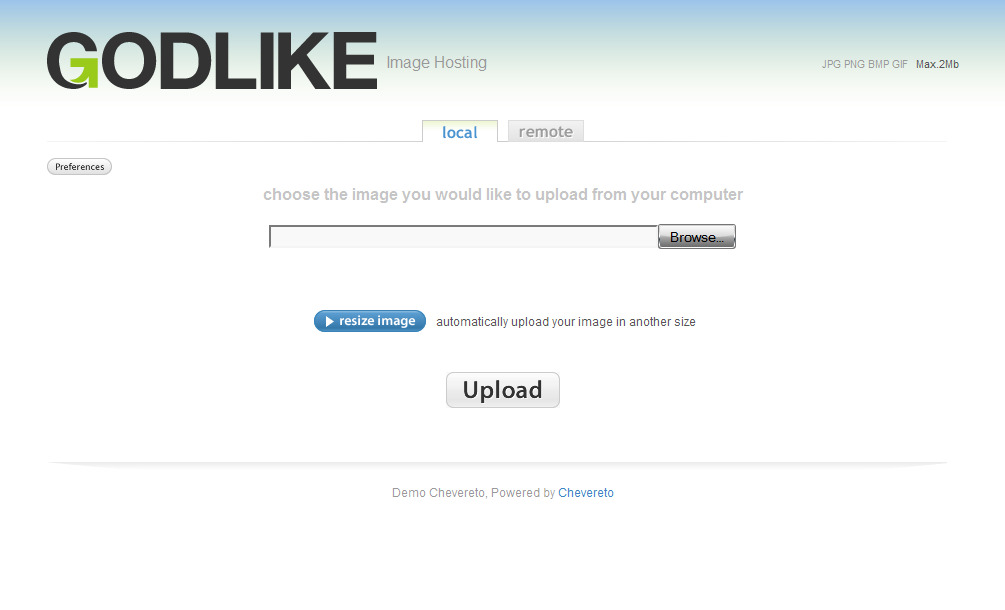 GODLIKE Image Hosting
JPG PNG BMP GIF Max.2Mb
local remote
Preferences
choose the image you would like to upload from your computer
Browse...
resize image automatically upload your image in another size
Upload
Demo Chevereto, Powered by Chevereto